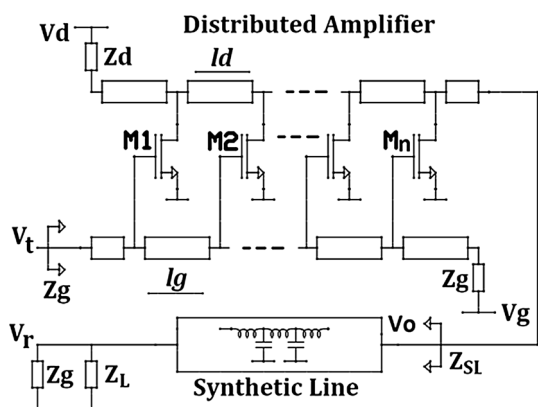 Distributed Amplifier
Vd
Zd
ld
M1
M2
Mn
Vt
Zg
lg
Zg
Vg
Vr
Vo
Zg
ZL
ZSL
Synthetic Line